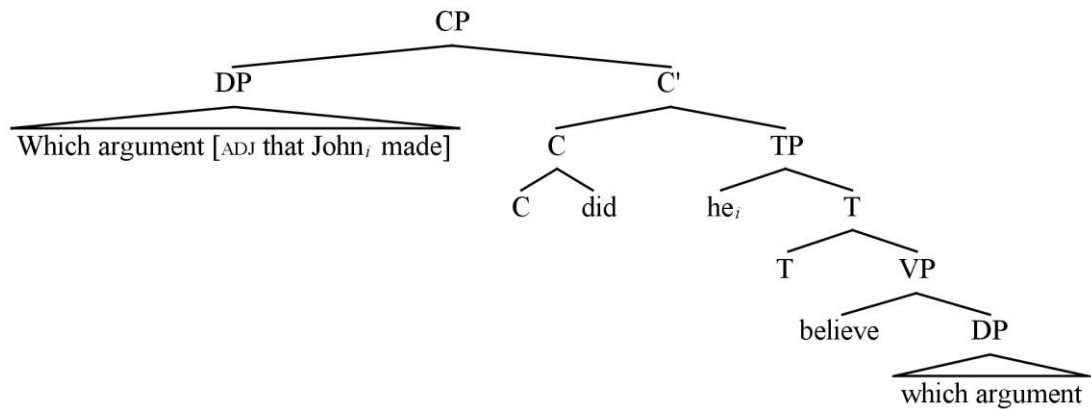 CP
DP C'
Which argument [ADJ that Johnᵢ made] C TP
C did heᵢ T
T VP
believe DP
which argument